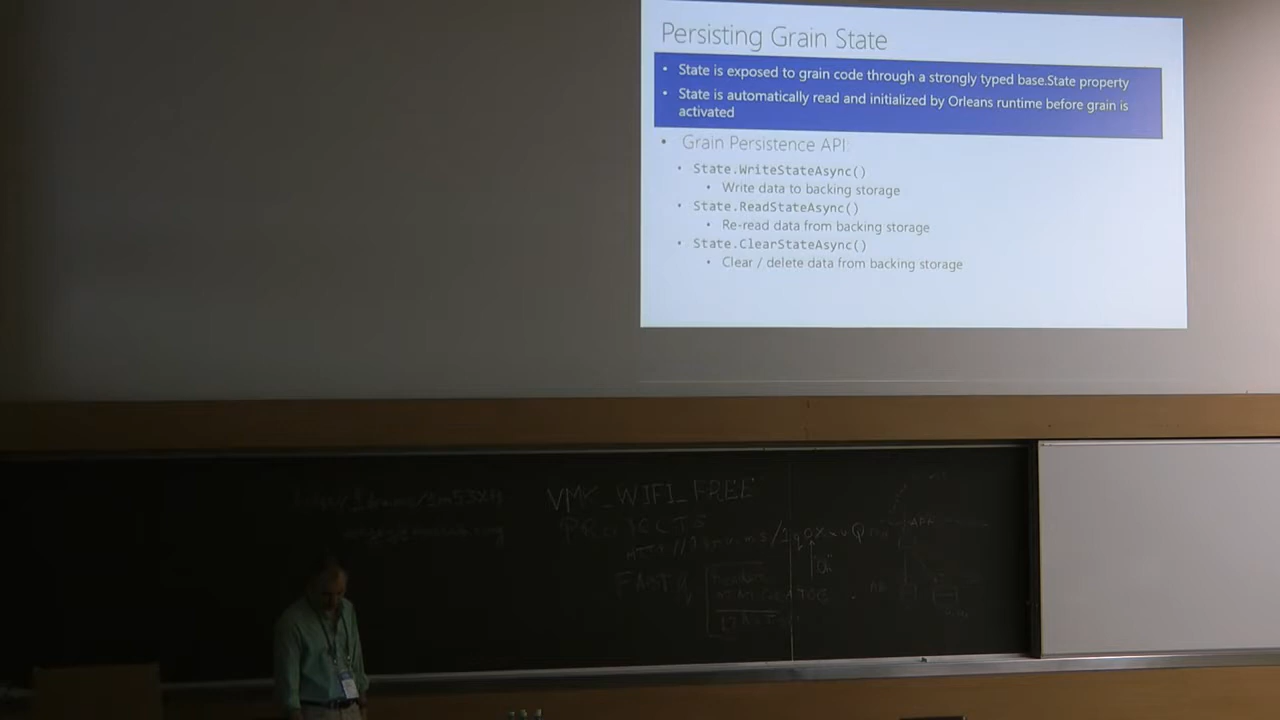 Persisting Grain State
• State is exposed to grain code through a strongly typed base.State property
• State is automatically read and initialized by Orleans runtime before grain is
activated
• Grain Persistence API:
• State.WriteStateAsync()
• Write data to backing storage
• State.ReadStateAsync()
• Re-read data from backing storage
• State.ClearStateAsync()
• Clear / delete data from backing storage
VMK_WIFI_FREE
PROJECTS